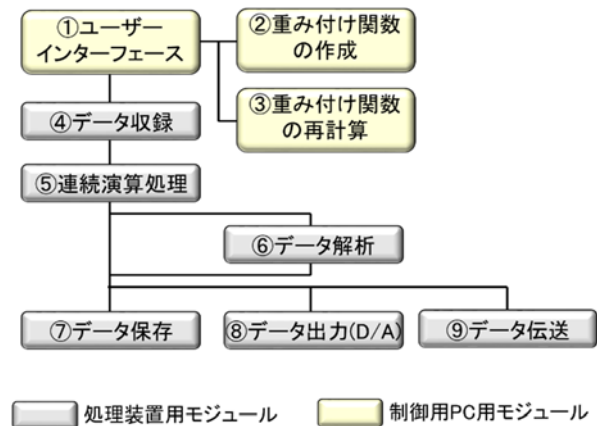 ①ユーザー
インターフェース
②重み付け関数
の作成
③重み付け関数
の再計算
④データ収録
⑤連続演算処理
⑥データ解析
⑦データ保存
⑧データ出力(D/A)
⑨データ伝送
処理装置用モジュール
制御用PC用モジュール